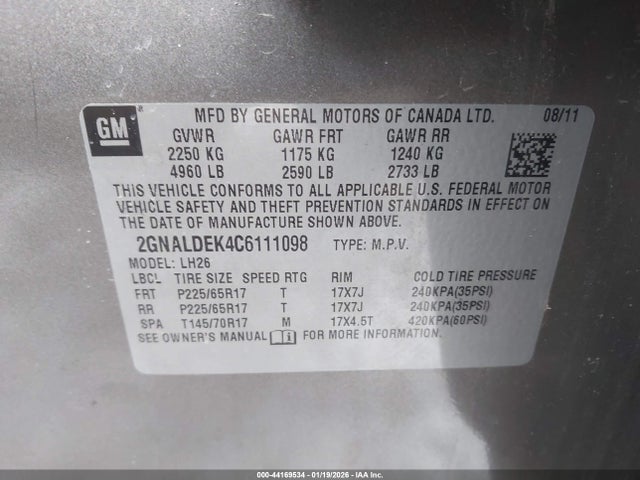 GM
MFD BY GENERAL MOTORS OF CANADA LTD. 08/11
GVWR GAWR FRT GAWR RR
2250 KG 1175 KG 1240 KG
4960 LB 2590 LB 2733 LB
THIS VEHICLE CONFORMS TO ALL APPLICABLE U.S. FEDERAL MOTOR
VEHICLE SAFETY AND THEFT PREVENTION STANDARDS IN EFFECT ON
THE DATE OF MANUFACTURE SHOWN ABOVE.
2GNALDEK4C6111098 TYPE: M.P.V.
MODEL: LH26
LBCL TIRE SIZE SPEED RTG RIM COLD TIRE PRESSURE
FRT P225/65R17 T 17X7J 240KPA(35PSI)
RR P225/65R17 T 17X7J 240KPA(35PSI)
SPA T145/70R17 M 17X4.5T 420KPA(60PSI)
SEE OWNER'S MANUAL FOR MORE INFORMATION.
000-44169534 - 01/19/2026 - IAAI.COM INC.